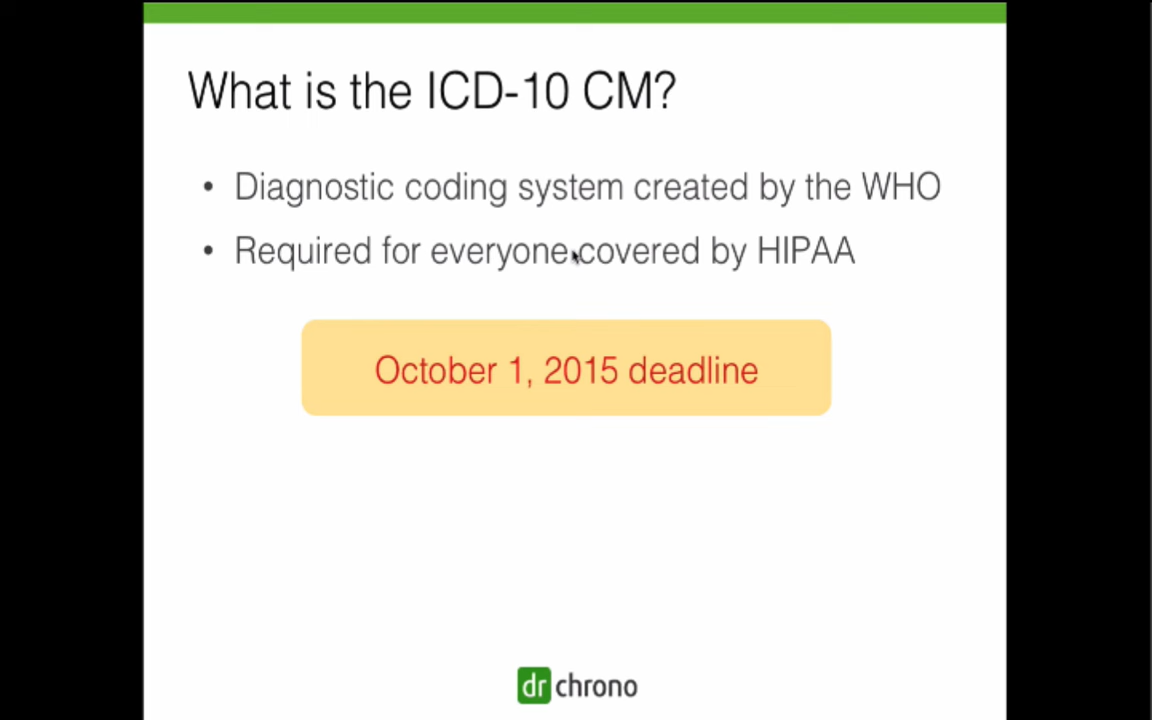 What is the ICD-10 CM?
• Diagnostic coding system created by the WHO
• Required for everyone covered by HIPAA
October 1, 2015 deadline
dr chrono